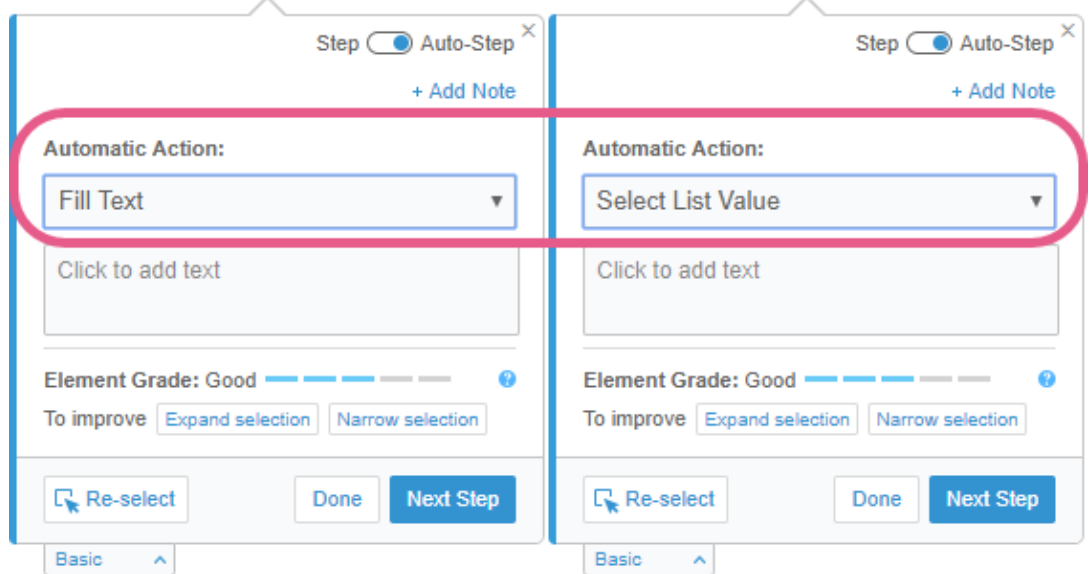 Step Auto-Step ×
+ Add Note
Automatic Action:
Fill Text
Click to add text
Element Grade: Good ?
To improve Expand selection Narrow selection
Re-select Done Next Step
Basic
Step Auto-Step ×
+ Add Note
Automatic Action:
Select List Value
Click to add text
Element Grade: Good ?
To improve Expand selection Narrow selection
Re-select Done Next Step
Basic